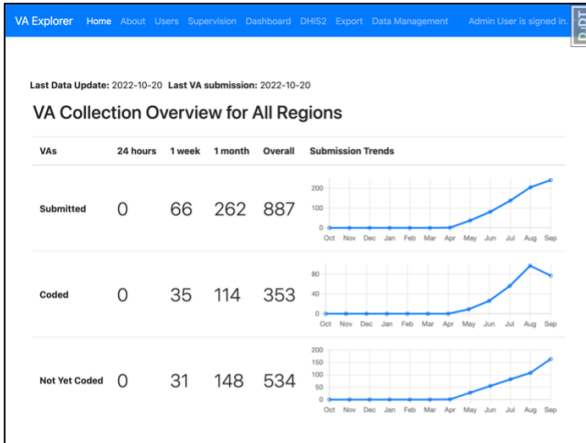 VA Explorer Home About Users Supervision Dashboard DHIS2 Export Data Management Admin User is signed in. DjDT
Last Data Update: 2022-10-20 Last VA submission: 2022-10-20
VA Collection Overview for All Regions
VAs 24 hours 1 week 1 month Overall Submission Trends
Submitted 0 66 262 887
200
100
0
Oct Nov Dec Jan Feb Mar Apr May Jun Jul Aug Sep
Coded 0 35 114 353
80
40
0
Oct Nov Dec Jan Feb Mar Apr May Jun Jul Aug Sep
Not Yet Coded 0 31 148 534
200
150
100
50
0
Oct Nov Dec Jan Feb Mar Apr May Jun Jul Aug Sep